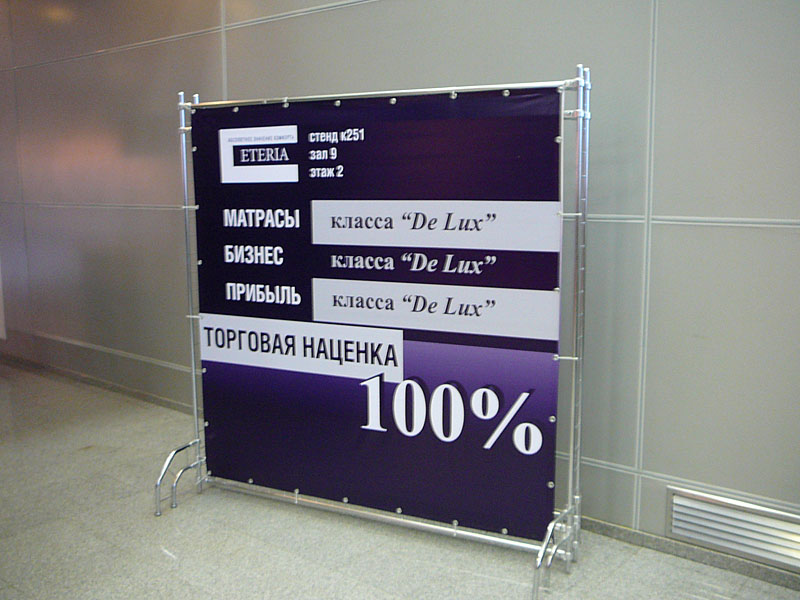 ETERIA
стенд к251
зал 9
этаж 2
МАТРАСЫ класса “De Lux”
БИЗНЕС класса “De Lux”
ПРИБЫЛЬ класса “De Lux”
ТОРГОВАЯ НАЦЕНКА
100%